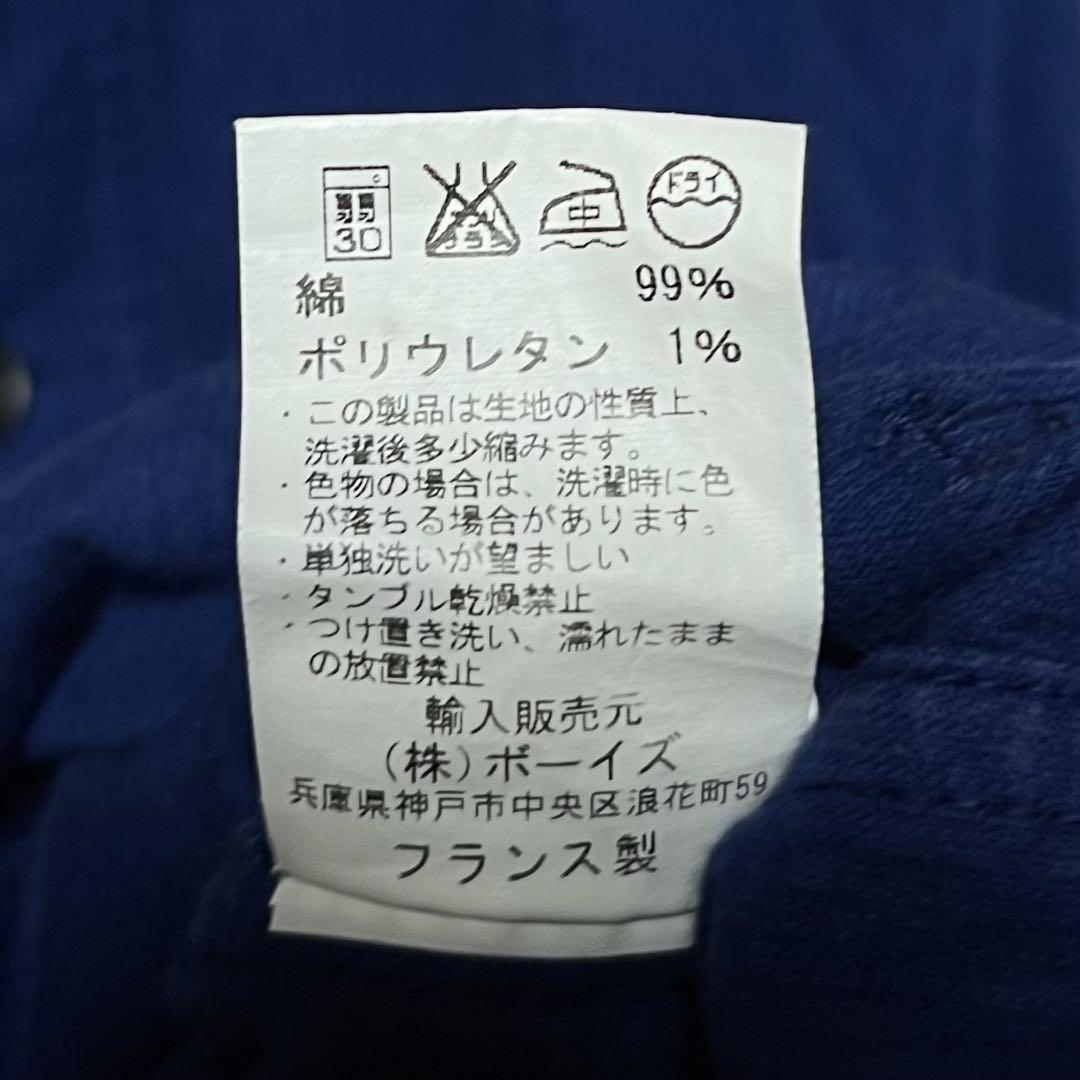 ドライ
中
30
綿 99%
ポリウレタン 1%
・この製品は生地の性質上、
洗濯後多少縮みます。
・色物の場合は、洗濯時に色
が落ちる場合があります。
・単独洗いが望ましい
・タンブル乾燥禁止
・つけ置き洗い、濡れたまま
の放置禁止
輸入販売元
(株)ボーイズ
兵庫県神戸市中央区浪花町59
フランス製